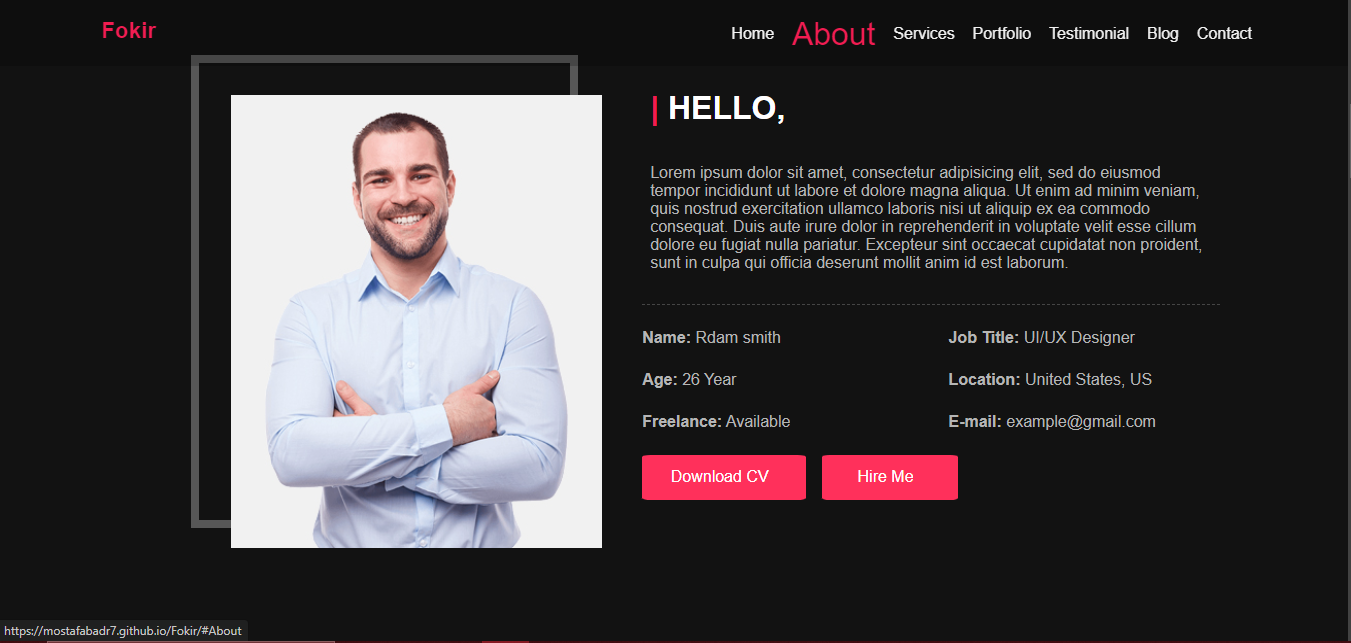 Fokir
Home About Services Portfolio Testimonial Blog Contact
| HELLO,
Lorem ipsum dolor sit amet, consectetur adipisicing elit, sed do eiusmod
tempor incididunt ut labore et dolore magna aliqua. Ut enim ad minim veniam,
quis nostrud exercitation ullamco laboris nisi ut aliquip ex ea commodo
consequat. Duis aute irure dolor in reprehenderit in voluptate velit esse cillum
dolore eu fugiat nulla pariatur. Excepteur sint occaecat cupidatat non proident,
sunt in culpa qui officia deserunt mollit anim id est laborum.
Name: Rdam smith
Job Title: UI/UX Designer
Age: 26 Year
Location: United States, US
Freelance: Available
E-mail: example@gmail.com
Download CV
Hire Me
https://mostafabadr7.github.io/Fokir/#About